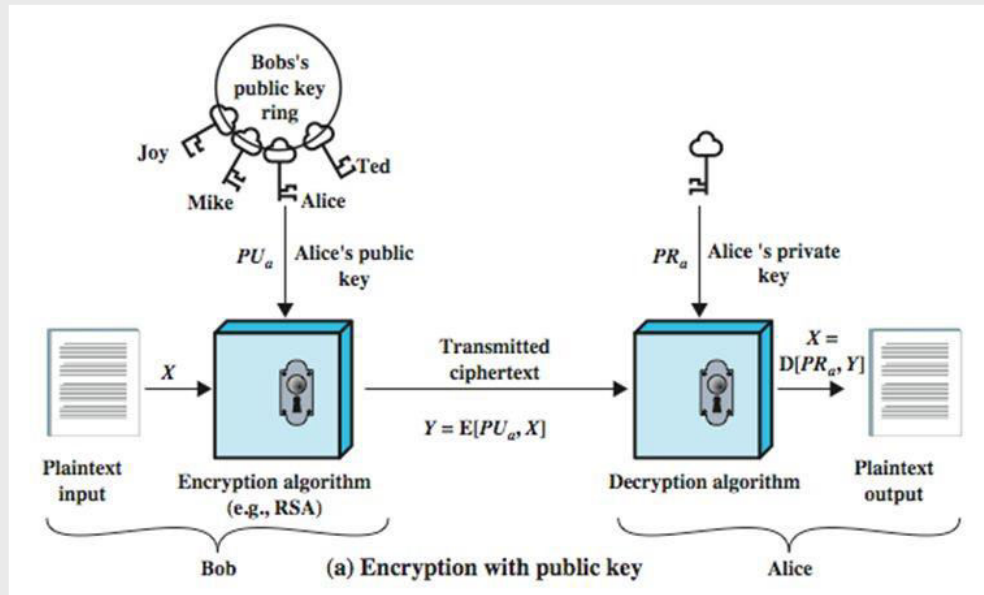 Bobs's
public key
ring
Joy
Mike
Alice
Ted
PUa
Alice's public
key
PRa
Alice 's private
key
X
Transmitted
ciphertext
Y = E[PUa, X]
X =
D[PRa, Y]
Plaintext
input
Encryption algorithm
(e.g., RSA)
Decryption algorithm
Plaintext
output
Bob
(a) Encryption with public key
Alice